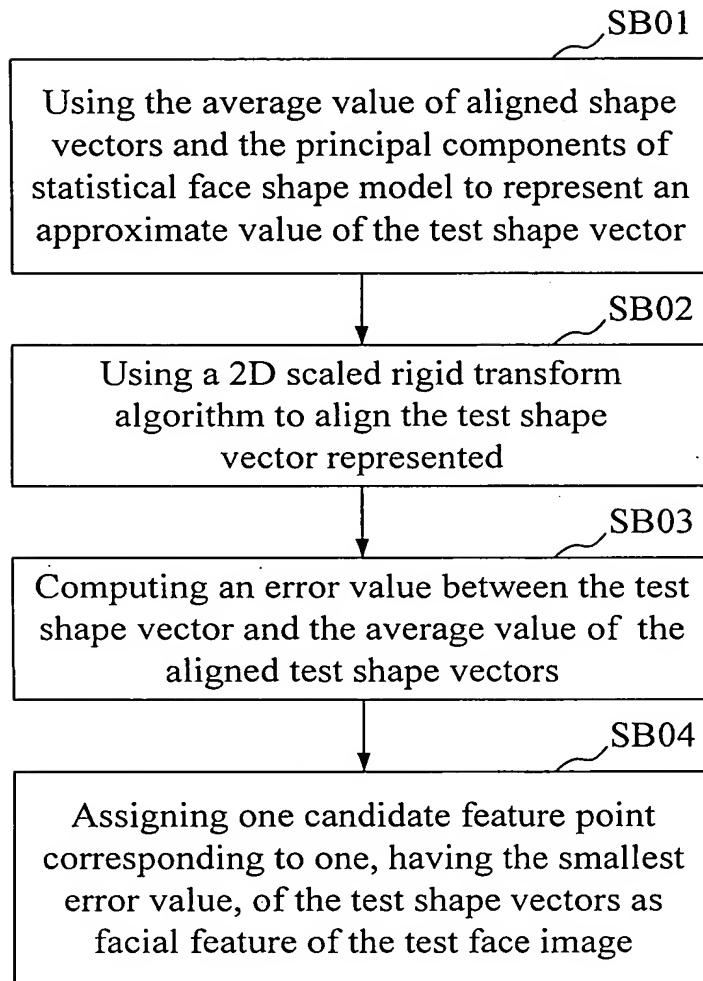 SB01
Using the average value of aligned shape
vectors and the principal components of
statistical face shape model to represent an
approximate value of the test shape vector
SB02
Using a 2D scaled rigid transform
algorithm to align the test shape
vector represented
SB03
Computing an error value between the test
shape vector and the average value of the
aligned test shape vectors
SB04
Assigning one candidate feature point
corresponding to one, having the smallest
error value, of the test shape vectors as
facial feature of the test face image